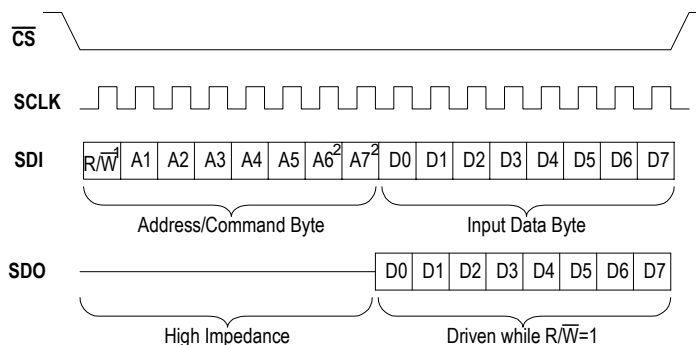 CS
SCLK
SDI R/W1 A1 A2 A3 A4 A5 A62 A72 D0 D1 D2 D3 D4 D5 D6 D7
Address/Command Byte Input Data Byte
SDO D0 D1 D2 D3 D4 D5 D6 D7
High Impedance Driven while R/W=1